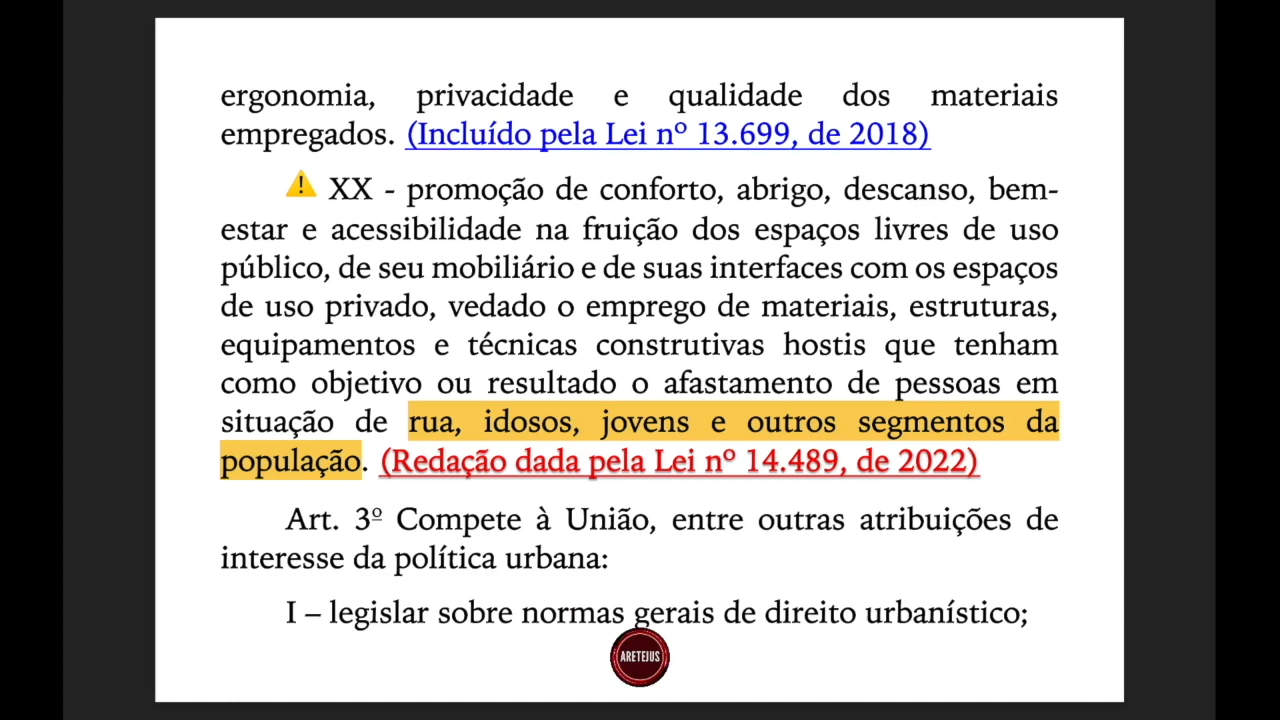 ergonomia, privacidade e qualidade dos materiais
empregados. (Incluído pela Lei nº 13.699, de 2018)
⚠️ XX - promoção de conforto, abrigo, descanso, bem-
estar e acessibilidade na fruição dos espaços livres de uso
público, de seu mobiliário e de suas interfaces com os espaços
de uso privado, vedado o emprego de materiais, estruturas,
equipamentos e técnicas construtivas hostis que tenham
como objetivo ou resultado o afastamento de pessoas em
situação de rua, idosos, jovens e outros segmentos da
população. (Redação dada pela Lei nº 14.489, de 2022)
Art. 3º Compete à União, entre outras atribuições de
interesse da política urbana:
I – legislar sobre normas gerais de direito urbanístico;
ARETEJUS